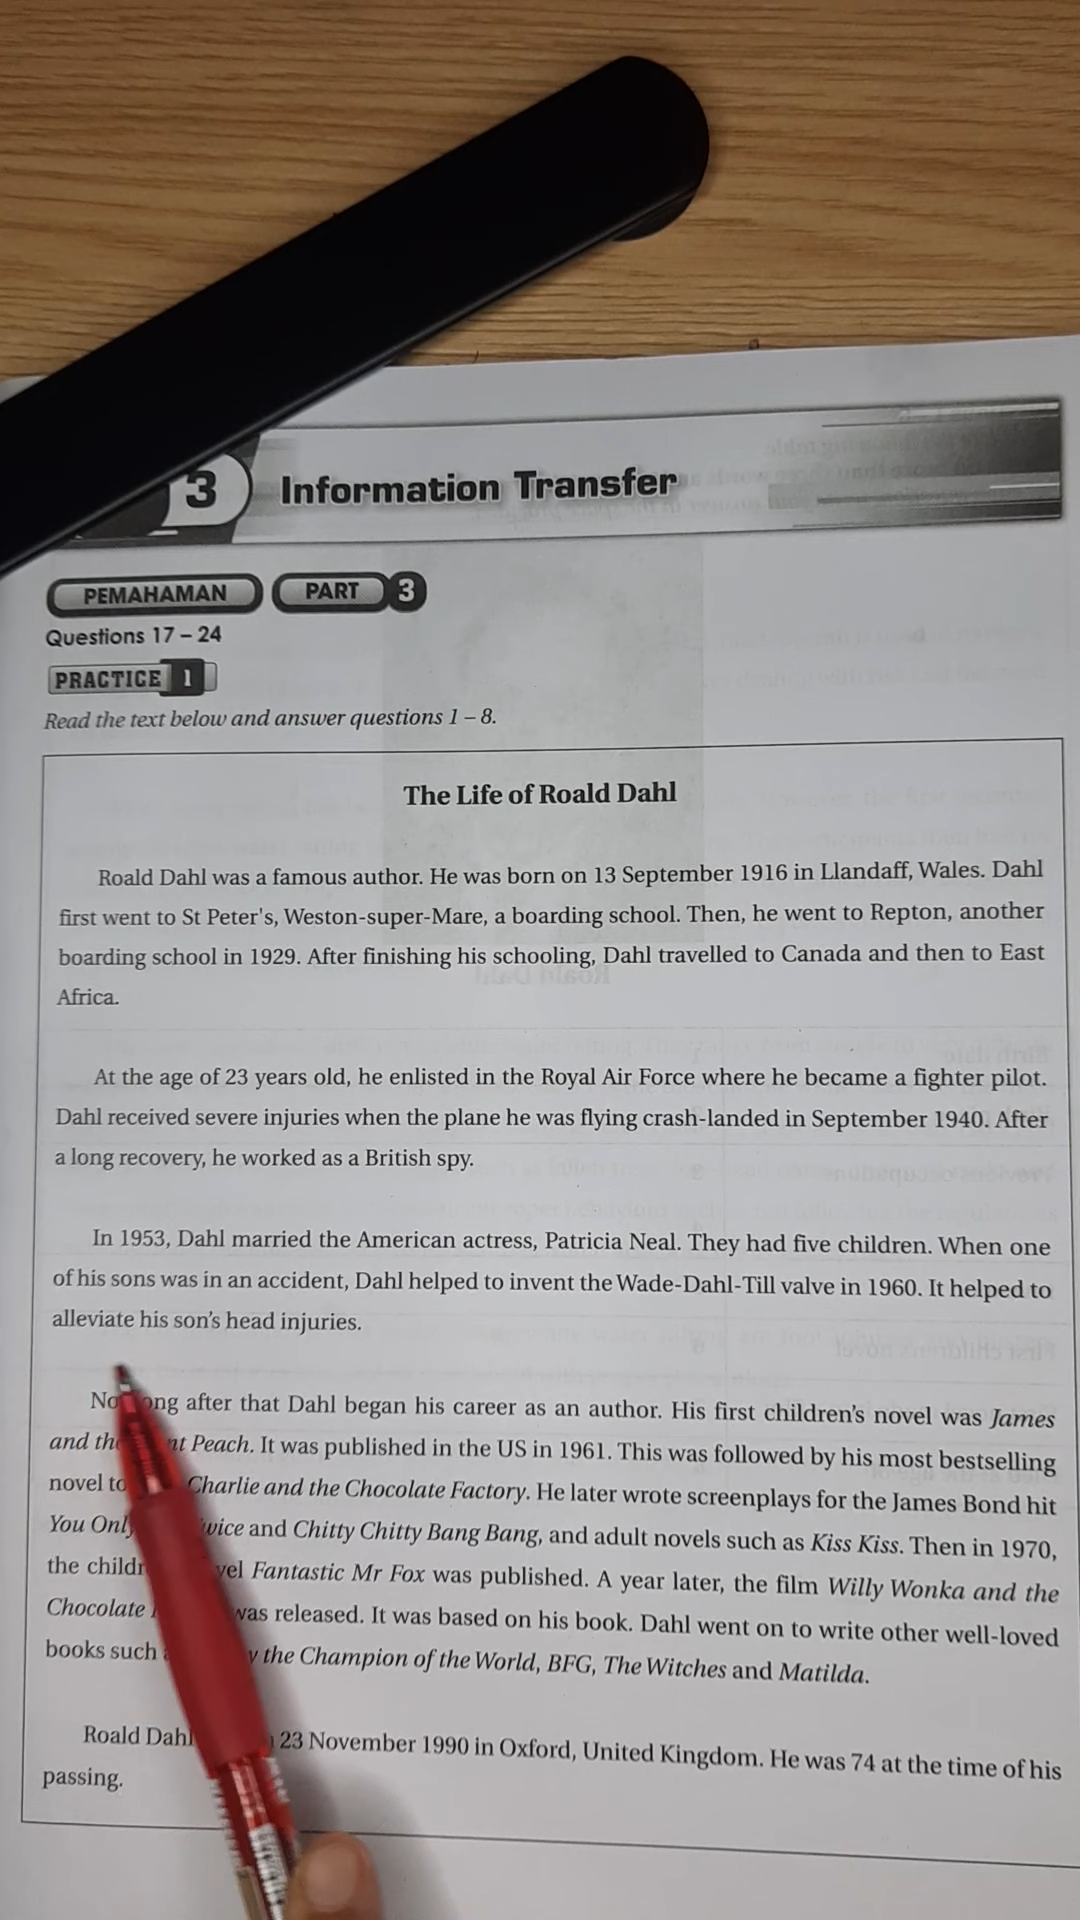 3 Information Transfer
PEMAHAMAN PART 3
Questions 17 – 24
PRACTICE 1
Read the text below and answer questions 1 – 8.
The Life of Roald Dahl
Roald Dahl was a famous author. He was born on 13 September 1916 in Llandaff, Wales. Dahl
first went to St Peter's, Weston-super-Mare, a boarding school. Then, he went to Repton, another
boarding school in 1929. After finishing his schooling, Dahl travelled to Canada and then to East
Africa.
At the age of 23 years old, he enlisted in the Royal Air Force where he became a fighter pilot.
Dahl received severe injuries when the plane he was flying crash-landed in September 1940. After
a long recovery, he worked as a British spy.
In 1953, Dahl married the American actress, Patricia Neal. They had five children. When one
of his sons was in an accident, Dahl helped to invent the Wade-Dahl-Till valve in 1960. It helped to
alleviate his son's head injuries.
after that Dahl began his career as an author. His first children's novel was James
and Peach. It was published in the US in 1961. This was followed by his most bestselling
novel Charlie and the Chocolate Factory. He later wrote screenplays for the James Bond hit
You and Chitty Chitty Bang Bang, and adult novels such as Kiss Kiss. Then in 1970,
the Fantastic Mr Fox was published. A year later, the film Willy Wonka and the
Chocolate was released. It was based on his book. Dahl went on to write other well-loved
books such the Champion of the World, BFG, The Witches and Matilda.
Roald Dahl 23 November 1990 in Oxford, United Kingdom. He was 74 at the time of his
passing.